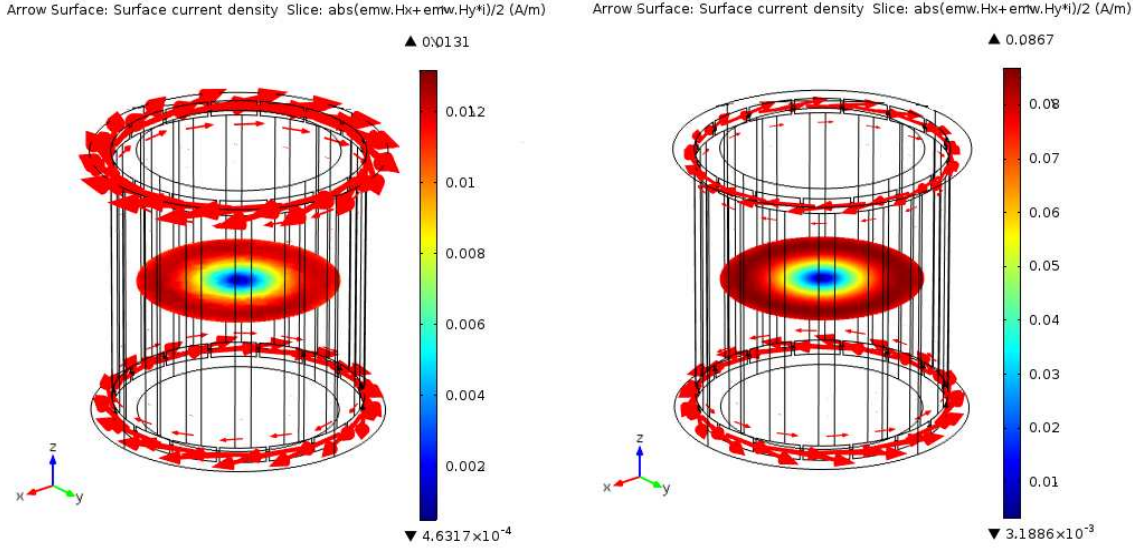 Arrow Surface: Surface current density Slice: abs(emw.Hx+emw.Hy*i)/2 (A/m)
▲ 0.0131
0.012
0.01
0.008
0.006
0.004
0.002
▼ 4.6317×10⁻⁴
z
x
y
Arrow Surface: Surface current density Slice: abs(emw.Hx+emw.Hy*i)/2 (A/m)
▲ 0.0867
0.08
0.07
0.06
0.05
0.04
0.03
0.02
0.01
▼ 3.1886×10⁻³
z
x
y